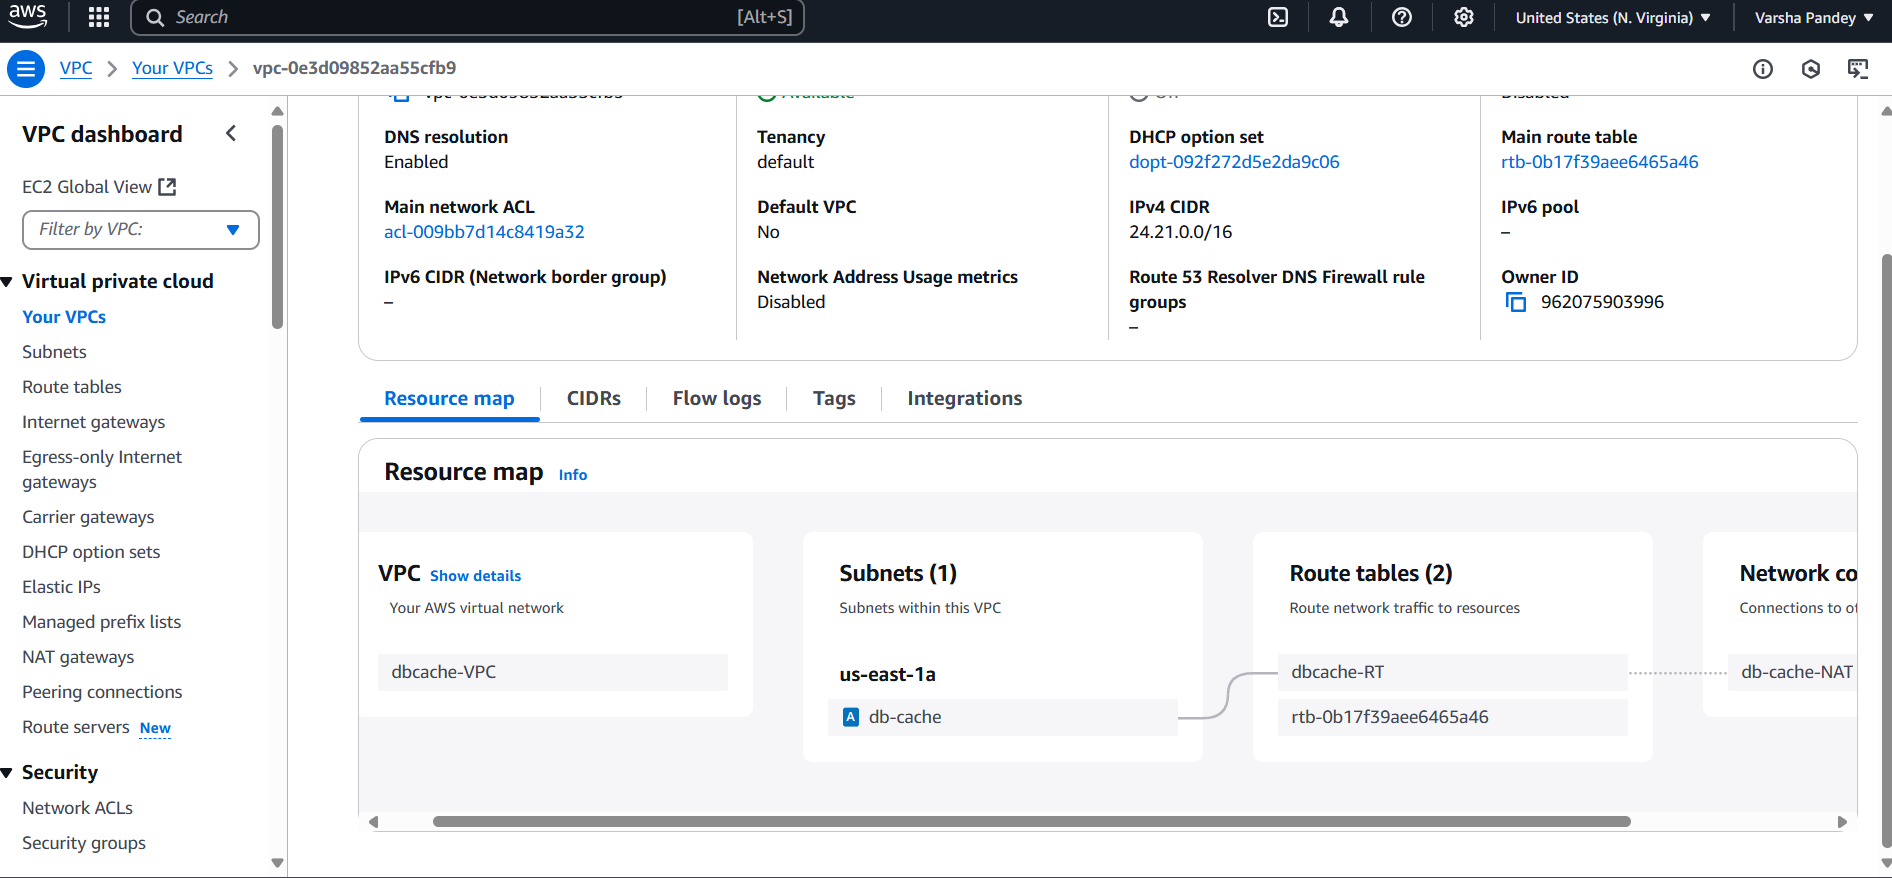 aws
Search
[Alt+S]
United States (N. Virginia)
Varsha Pandey
VPC
Your VPCs
vpc-0e3d09852aa55cfb9
VPC dashboard
EC2 Global View
Filter by VPC:
Virtual private cloud
Your VPCs
Subnets
Route tables
Internet gateways
Egress-only Internet
gateways
Carrier gateways
DHCP option sets
Elastic IPs
Managed prefix lists
NAT gateways
Peering connections
Route servers New
Security
Network ACLs
Security groups
vpc-0e3d09852aa55cfb9
Available
Off
Disabled
DNS resolution
Enabled
Tenancy
default
DHCP option set
dopt-092f272d5e2da9c06
Main route table
rtb-0b17f39aee6465a46
Main network ACL
acl-009bb7d14c8419a32
Default VPC
No
IPv4 CIDR
24.21.0.0/16
IPv6 pool
–
IPv6 CIDR (Network border group)
–
Network Address Usage metrics
Disabled
Route 53 Resolver DNS Firewall rule
groups
–
Owner ID
962075903996
Resource map
CIDRs
Flow logs
Tags
Integrations
Resource map Info
VPC Show details
Your AWS virtual network
dbcache-VPC
Subnets (1)
Subnets within this VPC
us-east-1a
A db-cache
Route tables (2)
Route network traffic to resources
dbcache-RT
rtb-0b17f39aee6465a46
Network co
Connections to ot
db-cache-NAT